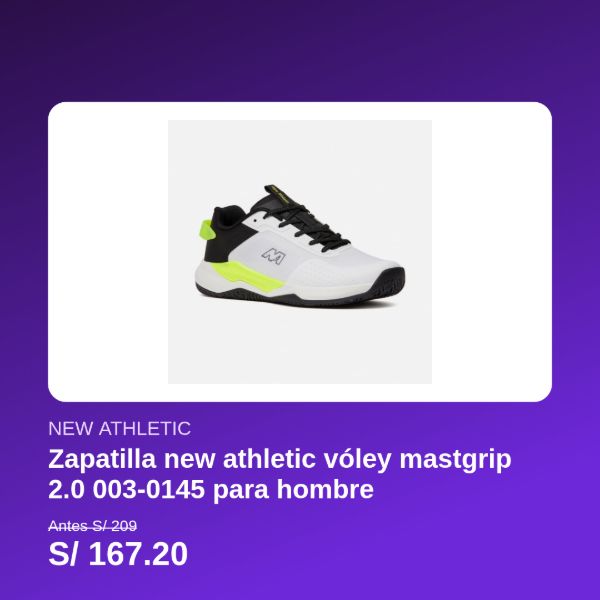 NEW ATHLETIC
Zapatilla new athletic vóley mastgrip
2.0 003-0145 para hombre
Antes S/ 209
S/ 167.20